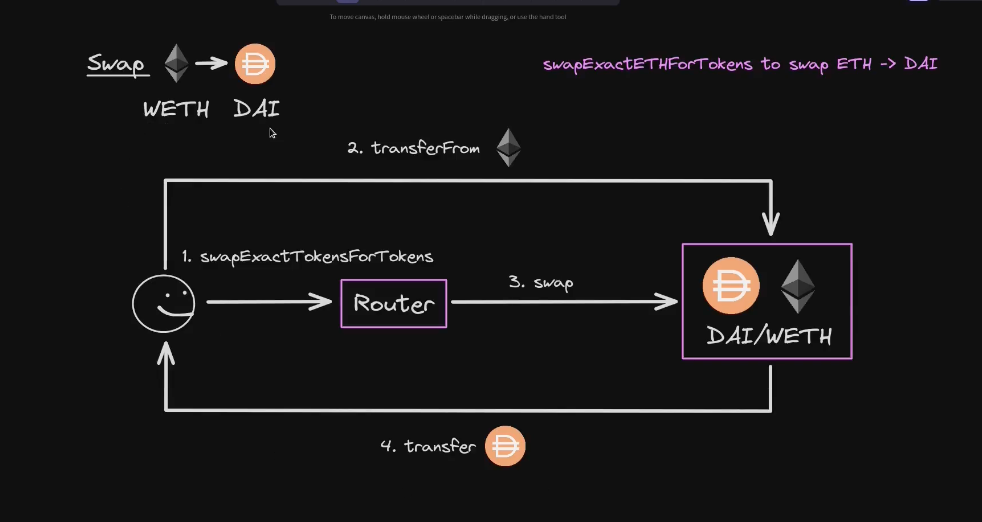 To move canvas, hold mouse wheel or spacebar while dragging, or use the hand tool
Swap
swapExactETHForTokens to swap ETH -> DAI
WETH DAI
2. transferFrom
1. swapExactTokensForTokens
3. swap
Router
DAI/WETH
4. transfer